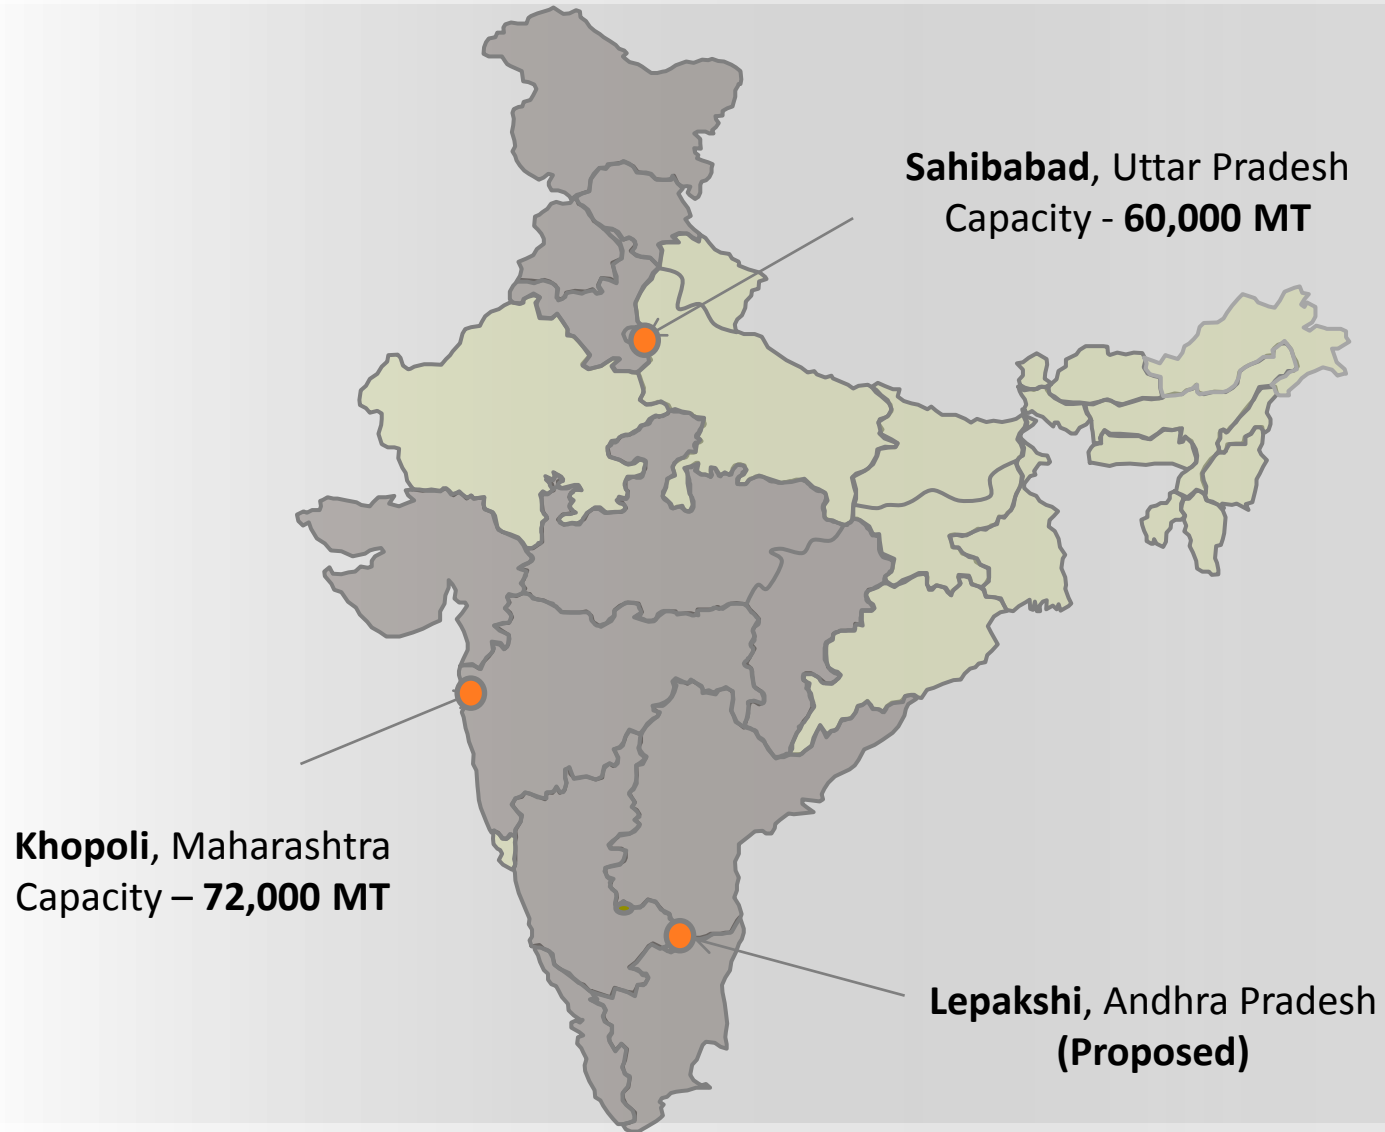 Sahibabad, Uttar Pradesh
Capacity - 60,000 MT
Khopoli, Maharashtra
Capacity – 72,000 MT
Lepakshi, Andhra Pradesh
(Proposed)